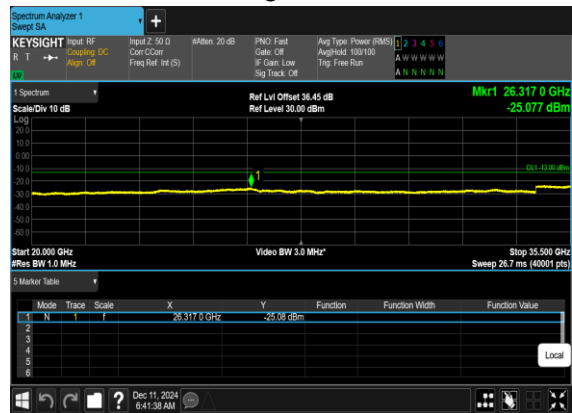 Spectrum Analyzer 1
Swept SA
+
KEYSIGHT Input: RF Input Z: 50 Ω #Atten: 20 dB PNO: Fast Avg Type: Power (RMS) 1 2 3 4 5 6
R T Coupling: DC Corr CCorr Gate: Off Avg|Hold: 100/100 A W W W W W
Align: Off Freq Ref: Int (S) IF Gain: Low Trig: Free Run
Sig Track: Off A N N N N N
1 Spectrum Ref Lvl Offset 36.45 dB Mkr1 26.317 0 GHz
Scale/Div 10 dB Ref Level 30.00 dBm -25.077 dBm
Log
20.0
10.0
0.00
-10.0
DL1 -13.00 dBm
1
-20.0
-30.0
-40.0
-50.0
-60.0
Start 20.000 GHz Video BW 3.0 MHz* Stop 35.500 GHz
#Res BW 1.0 MHz Sweep 26.7 ms (40001 pts)
5 Marker Table
Mode Trace Scale X Y Function Function Width Function Value
1 N 1 f 26.317 0 GHz -25.08 dBm
2
3
4
5
6
Local
? Dec 11, 2024
6:41:38 AM